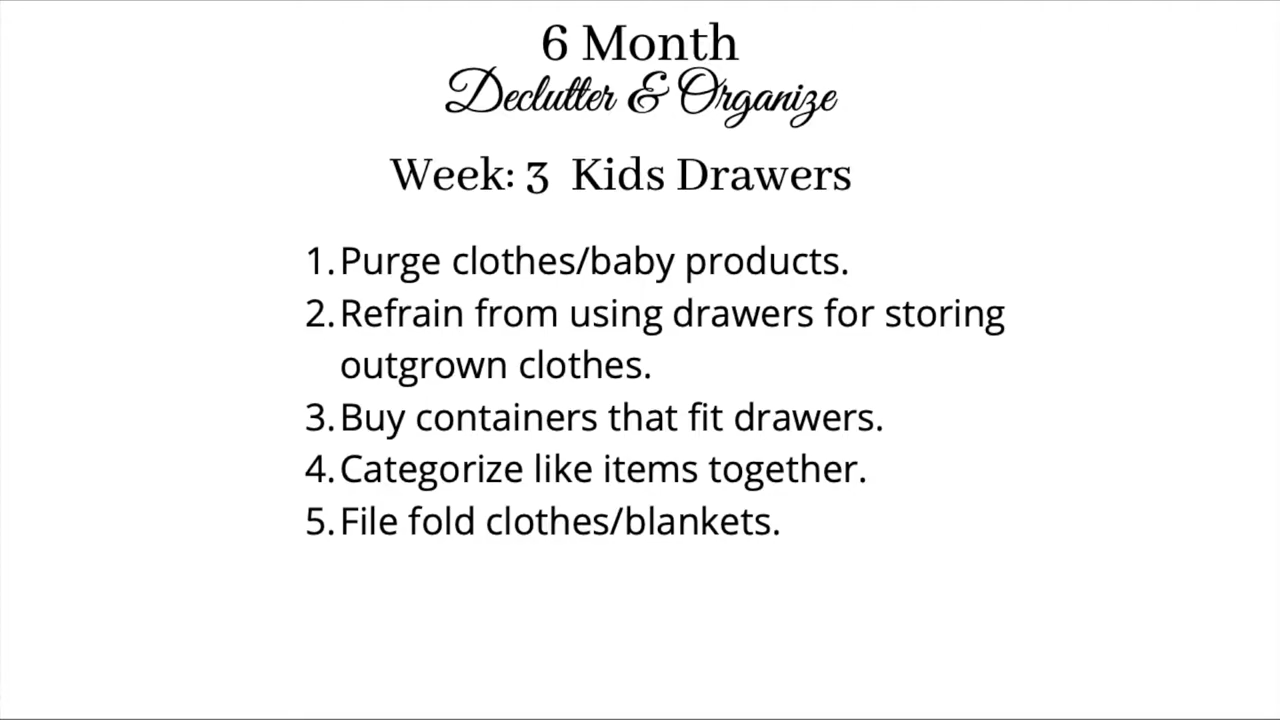 6 Month
Declutter & Organize
Week: 3 Kids Drawers
1. Purge clothes/baby products.
2. Refrain from using drawers for storing
outgrown clothes.
3. Buy containers that fit drawers.
4. Categorize like items together.
5. File fold clothes/blankets.